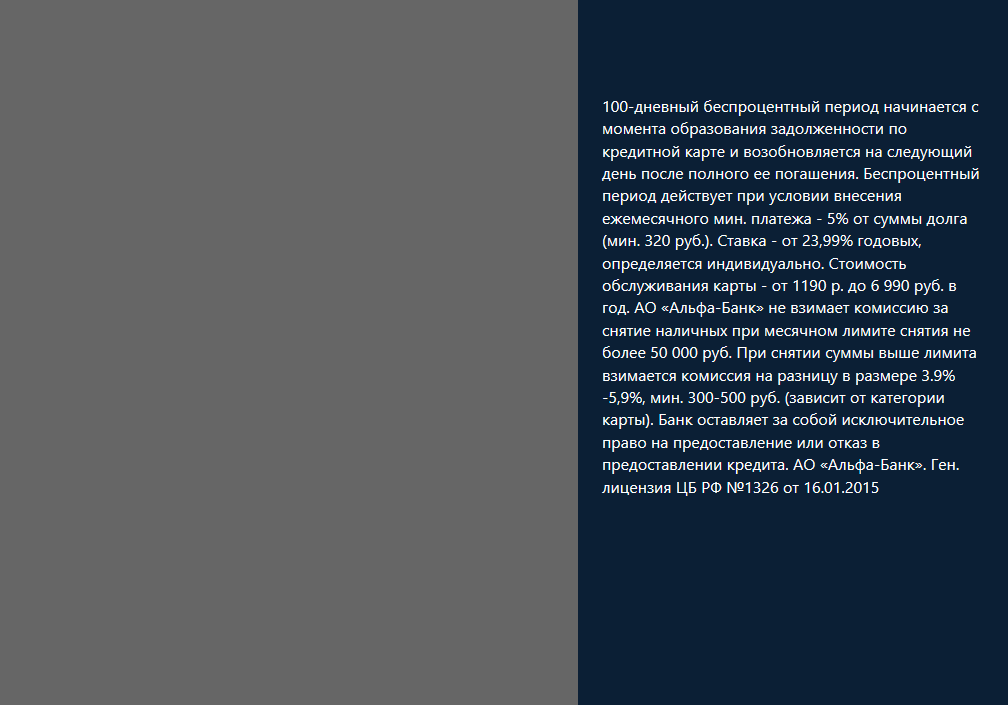 100-дневный беспроцентный период начинается с
момента образования задолженности по
кредитной карте и возобновляется на следующий
день после полного ее погашения. Беспроцентный
период действует при условии внесения
ежемесячного мин. платежа - 5% от суммы долга
(мин. 320 руб.). Ставка - от 23,99% годовых,
определяется индивидуально. Стоимость
обслуживания карты - от 1190 р. до 6 990 руб. в
год. АО «Альфа-Банк» не взимает комиссию за
снятие наличных при месячном лимите снятия не
более 50 000 руб. При снятии суммы выше лимита
взимается комиссия на разницу в размере 3.9%
-5,9%, мин. 300-500 руб. (зависит от категории
карты). Банк оставляет за собой исключительное
право на предоставление или отказ в
предоставлении кредита. АО «Альфа-Банк». Ген.
лицензия ЦБ РФ №1326 от 16.01.2015